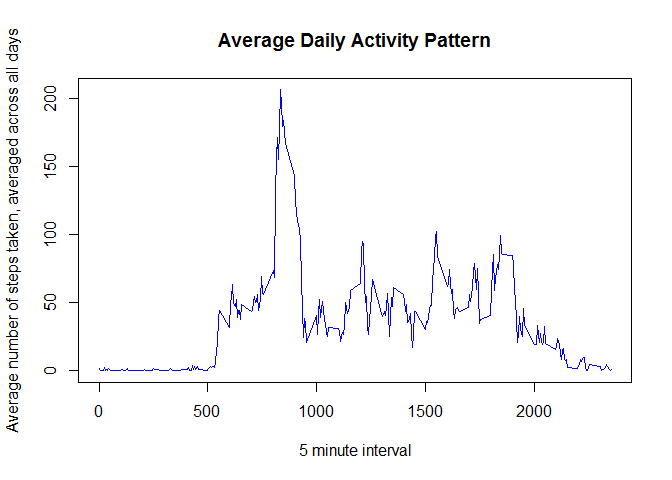 Average Daily Activity Pattern
Average number of steps taken, averaged across all days
200
150
100
50
0
0 500 1000 1500 2000
5 minute interval